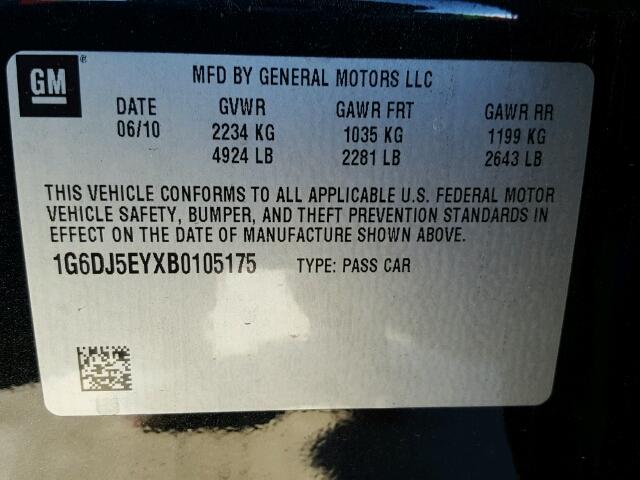 GM ®
MFD BY GENERAL MOTORS LLC
DATE GVWR GAWR FRT GAWR RR
06/10 2234 KG 1035 KG 1199 KG
4924 LB 2281 LB 2643 LB
THIS VEHICLE CONFORMS TO ALL APPLICABLE U.S. FEDERAL MOTOR
VEHICLE SAFETY, BUMPER, AND THEFT PREVENTION STANDARDS IN
EFFECT ON THE DATE OF MANUFACTURE SHOWN ABOVE.
1G6DJ5EYXB0105175 TYPE: PASS CAR